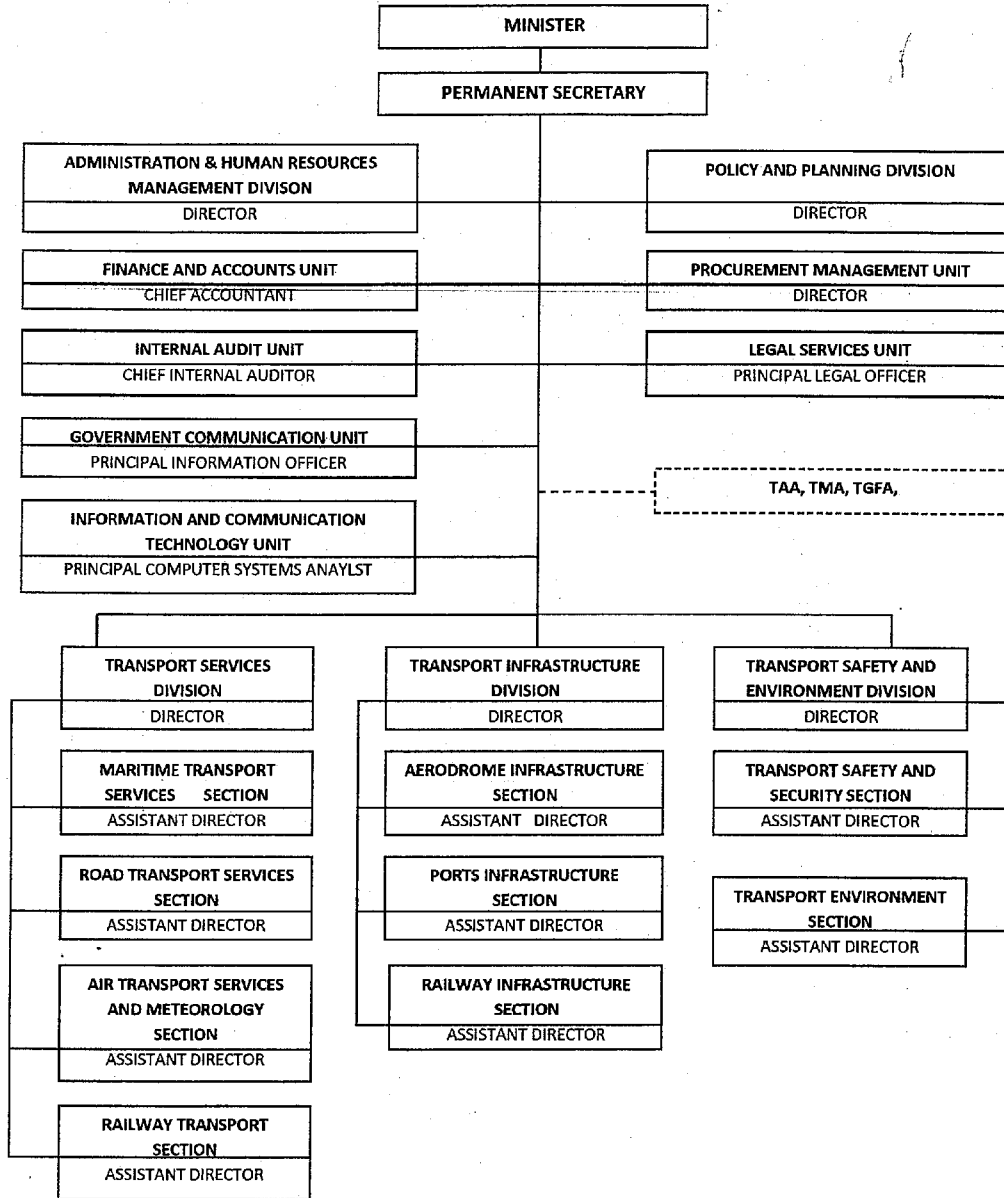 MINISTER
PERMANENT SECRETARY
ADMINISTRATION & HUMAN RESOURCES
MANAGEMENT DIVISON
DIRECTOR
POLICY AND PLANNING DIVISION
DIRECTOR
FINANCE AND ACCOUNTS UNIT
CHIEF ACCOUNTANT
PROCUREMENT MANAGEMENT UNIT
DIRECTOR
INTERNAL AUDIT UNIT
CHIEF INTERNAL AUDITOR
LEGAL SERVICES UNIT
PRINCIPAL LEGAL OFFICER
GOVERNMENT COMMUNICATION UNIT
PRINCIPAL INFORMATION OFFICER
TAA, TMA, TGFA,
INFORMATION AND COMMUNICATION
TECHNOLOGY UNIT
PRINCIPAL COMPUTER SYSTEMS ANAYLST
TRANSPORT SERVICES
DIVISION
DIRECTOR
MARITIME TRANSPORT
SERVICES SECTION
ASSISTANT DIRECTOR
ROAD TRANSPORT SERVICES
SECTION
ASSISTANT DIRECTOR
AIR TRANSPORT SERVICES
AND METEOROLOGY
SECTION
ASSISTANT DIRECTOR
RAILWAY TRANSPORT
SECTION
ASSISTANT DIRECTOR
TRANSPORT INFRASTRUCTURE
DIVISION
DIRECTOR
AERODROME INFRASTRUCTURE
SECTION
ASSISTANT DIRECTOR
PORTS INFRASTRUCTURE
SECTION
ASSISTANT DIRECTOR
RAILWAY INFRASTRUCTURE
SECTION
ASSISTANT DIRECTOR
TRANSPORT SAFETY AND
ENVIRONMENT DIVISION
DIRECTOR
TRANSPORT SAFETY AND
SECURITY SECTION
ASSISTANT DIRECTOR
TRANSPORT ENVIRONMENT
SECTION
ASSISTANT DIRECTOR